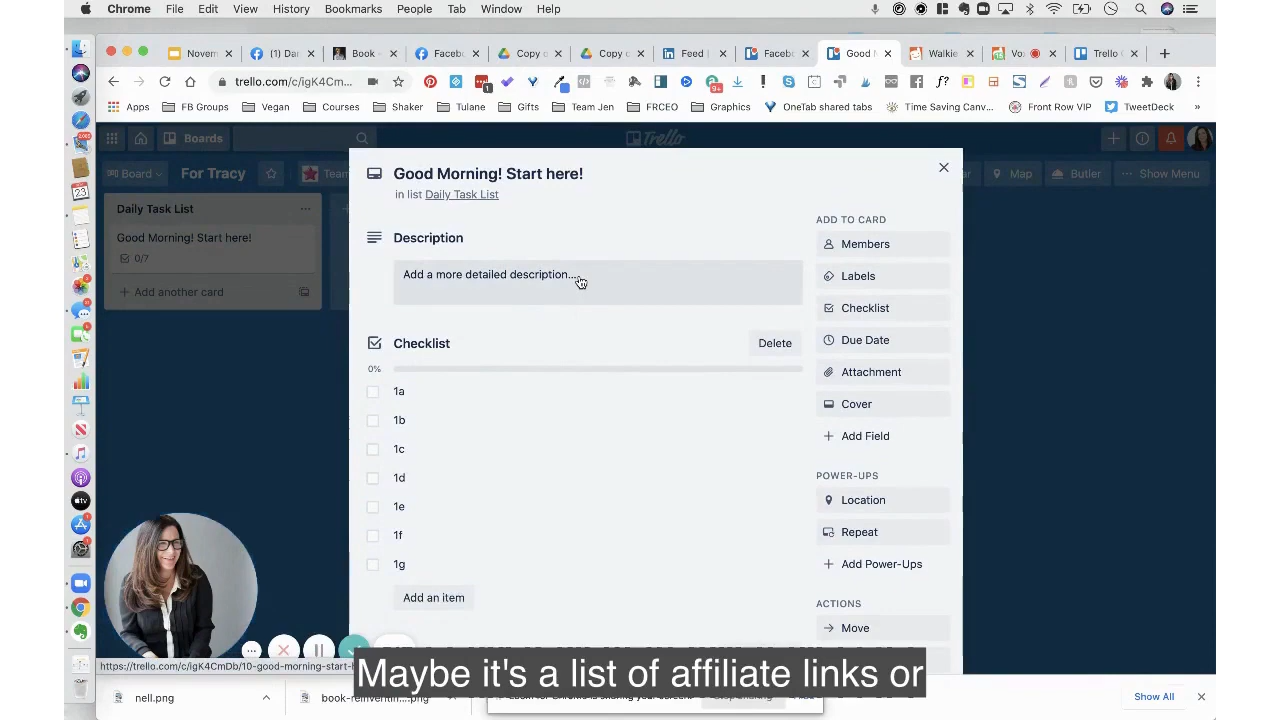 Chrome File Edit View History Bookmarks People Tab Window Help
Novem Dar Book - Facebo Copy c Copy c Feed | Facebo Good M Walkie- Vo Trello
trello.com/c/igK4Cm...
Apps FB Groups Vegan Courses Shaker Tulane Gifts Team Jen FRCEO Graphics OneTab shared tabs Time Saving Canv... Front Row VIP TweetDeck
Boards Trello
Board For Tracy Team Map Butler ... Show Menu
Daily Task List ...
Good Morning! Start here!
0/7
+ Add another card
Good Morning! Start here!
in list Daily Task List
Description
Add a more detailed description...
Checklist Delete
0%
1a
1b
1c
1d
1e
1f
1g
Add an item
ADD TO CARD
Members
Labels
Checklist
Due Date
Attachment
Cover
+ Add Field
POWER-UPS
Location
Repeat
+ Add Power-Ups
ACTIONS
Move
https://trello.com/c/igK4CmDb/10-good-morning-start-
Maybe it's a list of affiliate links or
nell.png Show All